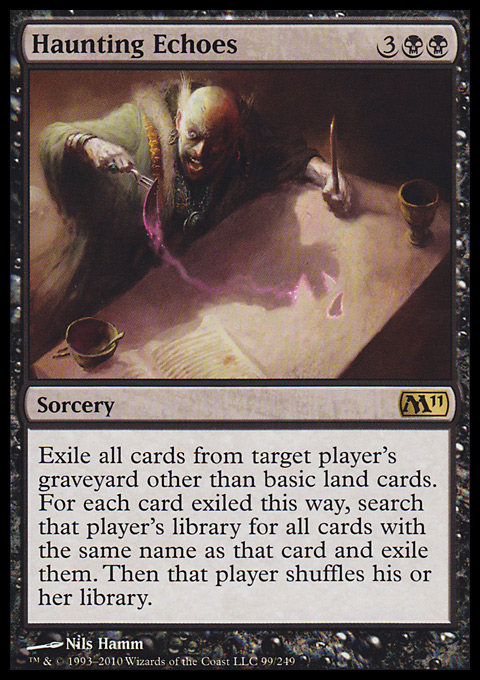 Haunting Echoes 3
Sorcery M11
Exile all cards from target player's
graveyard other than basic land cards.
For each card exiled this way, search
that player's library for all cards with
the same name as that card and exile
them. Then that player shuffles his or
her library.
Nils Hamm
™ & © 1993–2010 Wizards of the Coast LLC 99/249